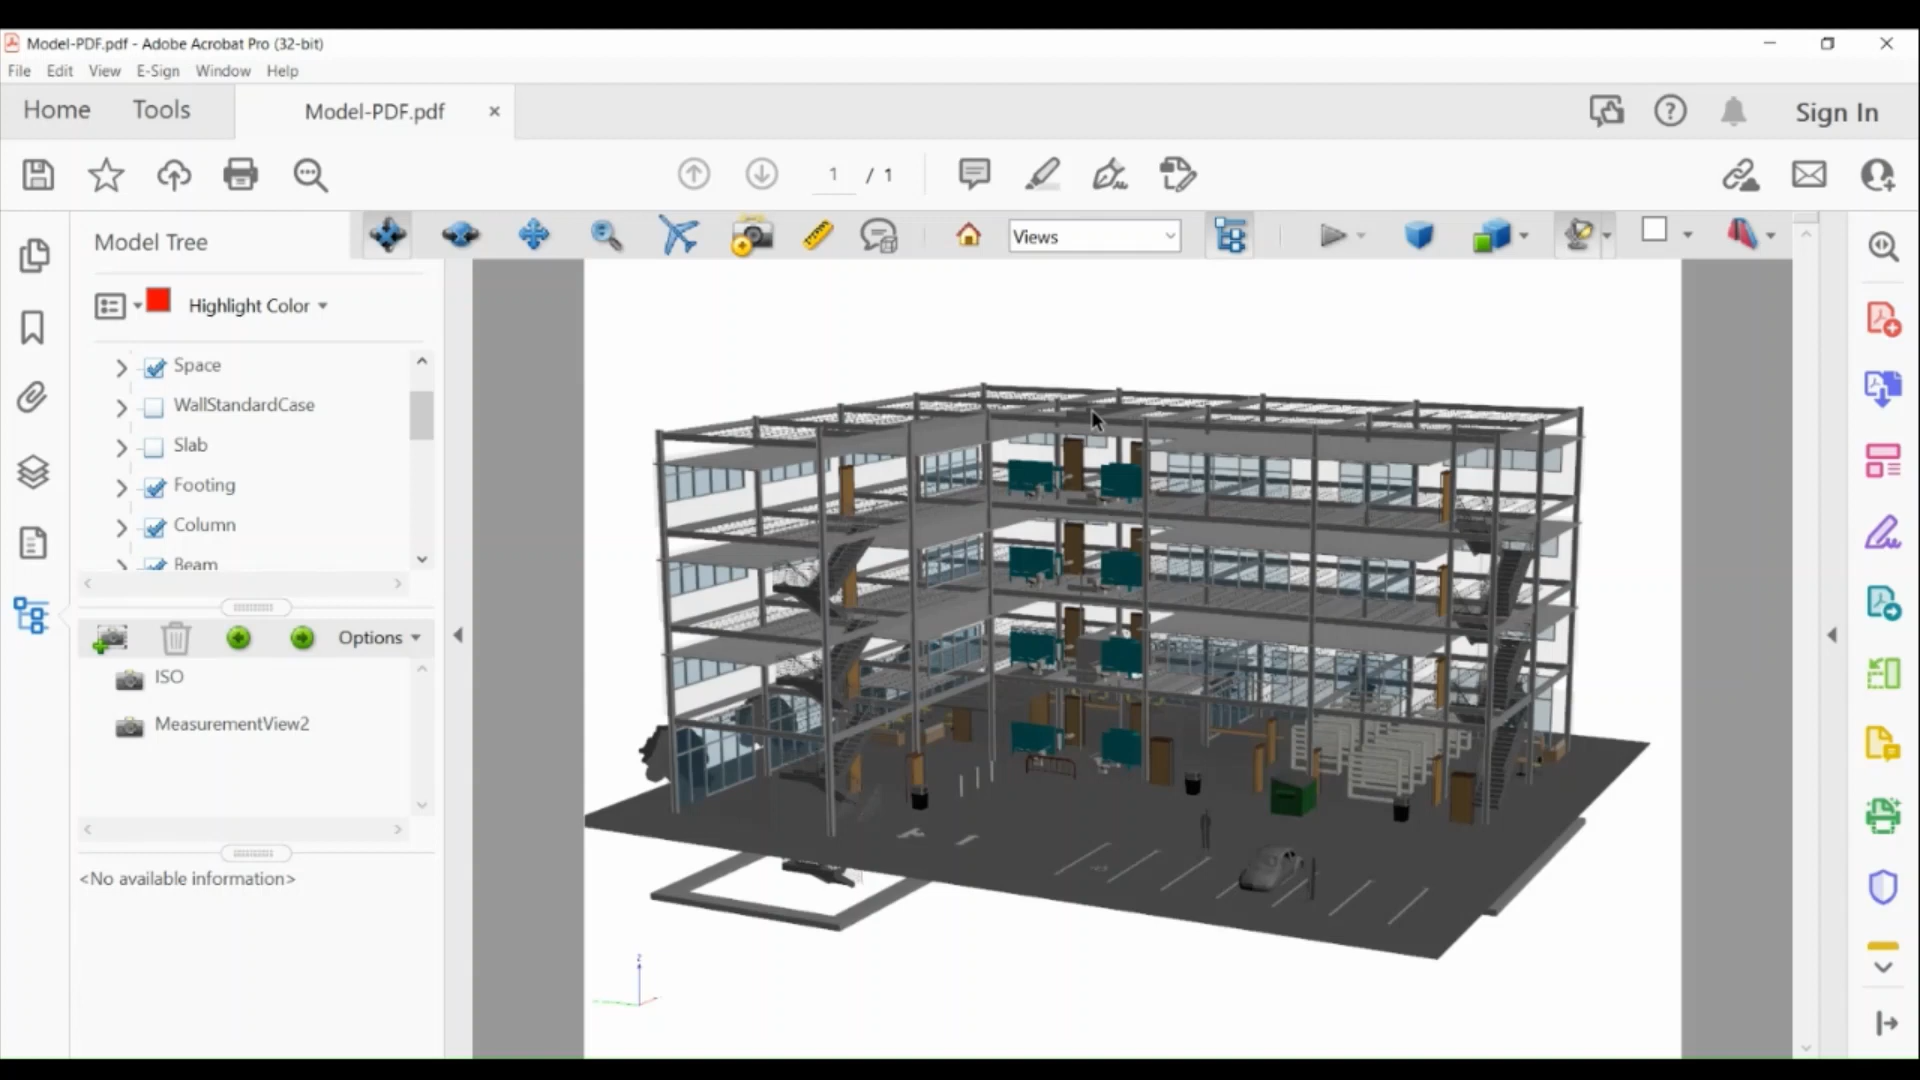 Model-PDF.pdf - Adobe Acrobat Pro (32-bit)
File Edit View E-Sign Window Help
Home Tools Model-PDF.pdf Sign In
1 / 1
Model Tree
Views
Highlight Color
Space
WallStandardCase
Slab
Footing
Column
Beam
Options
ISO
MeasurementView2
<No available information>
z